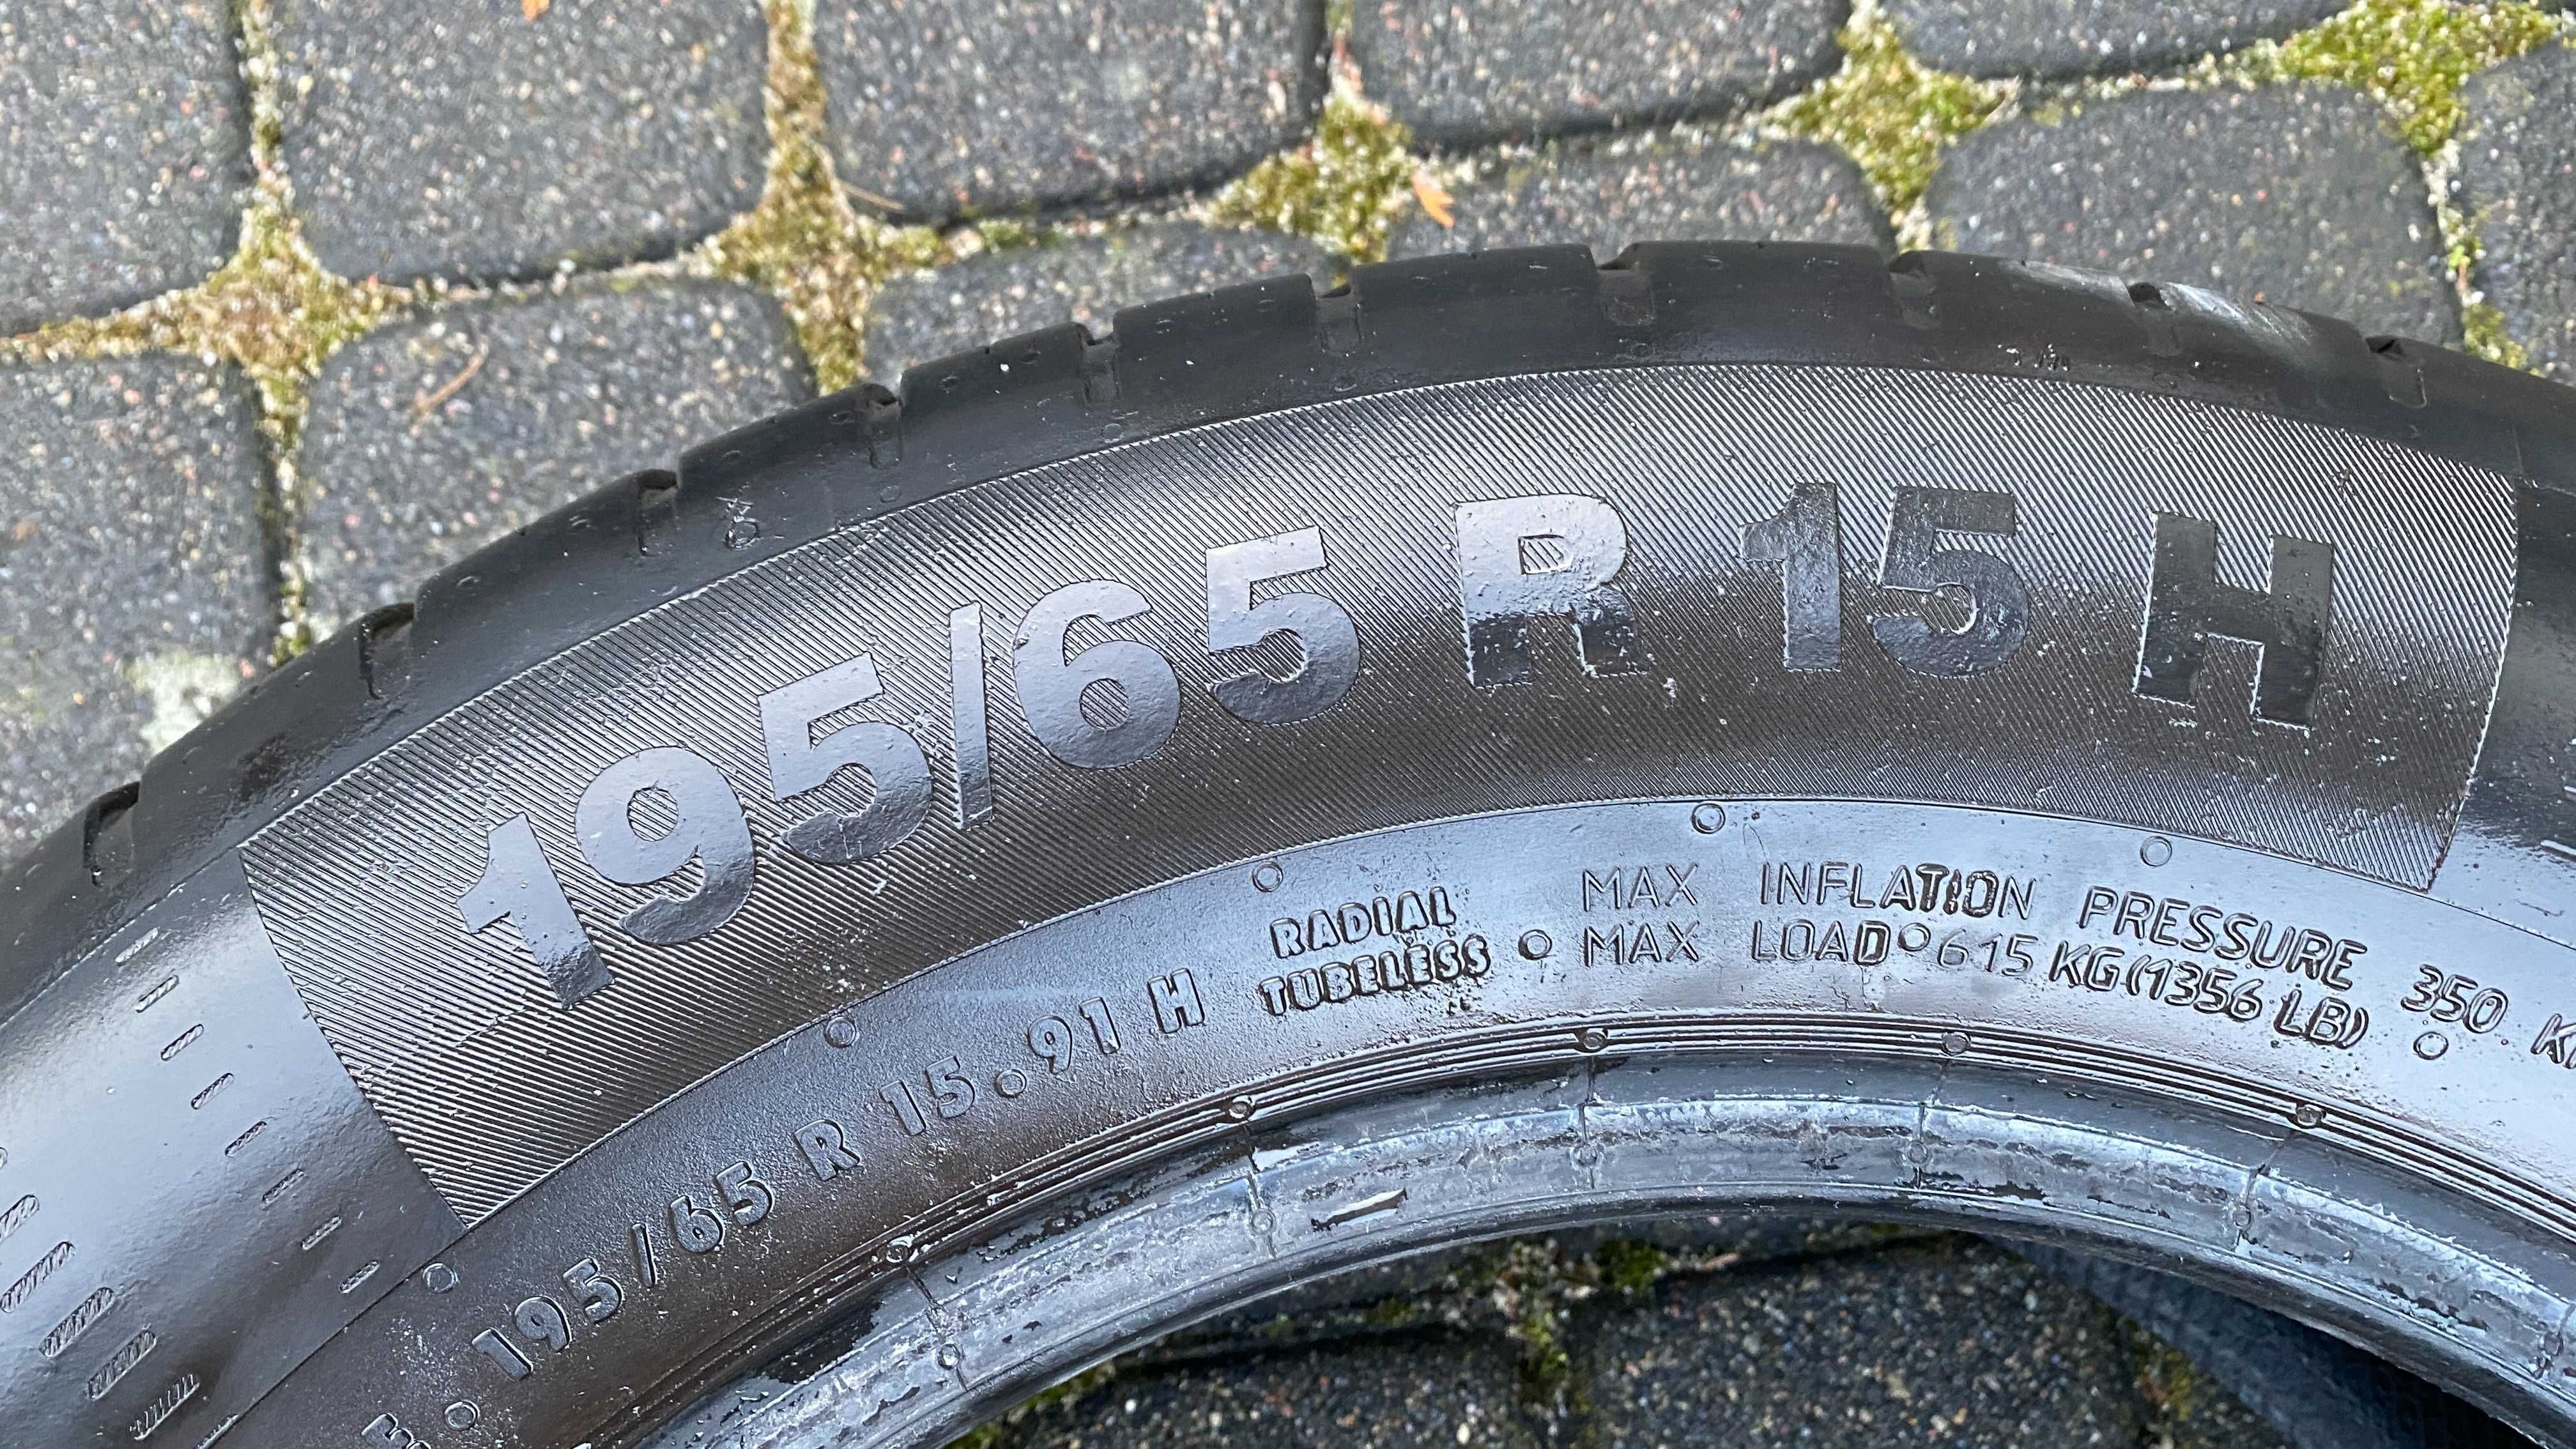 195/65 R 15 H
195/65 R 15 . 91 H
RADIAL
TUBELESS
MAX INFLATION PRESSURE 350
MAX LOAD 615 KG (1356 LB)